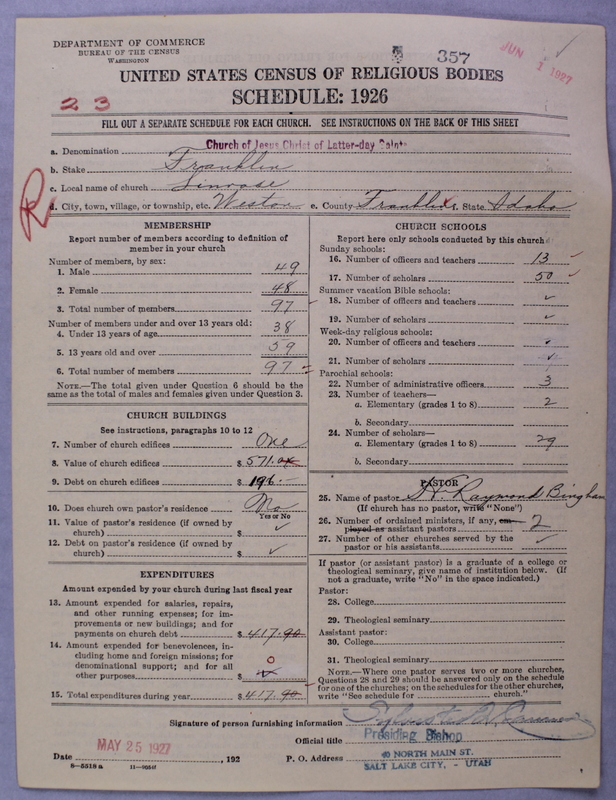 DEPARTMENT OF COMMERCE
BUREAU OF THE CENSUS
WASHINGTON
357
JUN 1 1927
UNITED STATES CENSUS OF RELIGIOUS BODIES
23
SCHEDULE: 1926
FILL OUT A SEPARATE SCHEDULE FOR EACH CHURCH. SEE INSTRUCTIONS ON THE BACK OF THIS SHEET
a. Denomination Church of Jesus Christ of Latter-day Saints
b. Stake Franklin
c. Local name of church Linrose
R
d. City, town, village, or township, etc. Weston e. County Franklin f. State Idaho
MEMBERSHIP
Report number of members according to definition of
member in your church
Number of members, by sex:
1. Male 49
2. Female 48
3. Total number of members 97
Number of members under and over 13 years old:
4. Under 13 years of age 38
5. 13 years old and over 59
6. Total number of members 97
NOTE.—The total given under Question 6 should be the
same as the total of males and females given under Question 3.
CHURCH BUILDINGS
See instructions, paragraphs 10 to 12
7. Number of church edifices One
8. Value of church edifices $ 571.
9. Debt on church edifices $ 196.—
10. Does church own pastor's residence No
Yes or No
11. Value of pastor's residence (if owned by
church) $ ✓
12. Debt on pastor's residence (if owned by
church) $ ✓
EXPENDITURES
Amount expended by your church during last fiscal year
13. Amount expended for salaries, repairs,
and other running expenses; for im-
provements or new buildings; and for
payments on church debt $ 417.90
14. Amount expended for benevolences, in-
cluding home and foreign missions; for
denominational support; and for all
other purposes $ 0
15. Total expenditures during year $ 417.90
CHURCH SCHOOLS
Report here only schools conducted by this church
Sunday schools:
16. Number of officers and teachers 13
17. Number of scholars 50
Summer vacation Bible schools:
18. Number of officers and teachers ✓
19. Number of scholars ✓
Week-day religious schools:
20. Number of officers and teachers
21. Number of scholars
Parochial schools:
22. Number of administrative officers 3
23. Number of teachers—
a. Elementary (grades 1 to 8) 2
b. Secondary
24. Number of scholars—
a. Elementary (grades 1 to 8) 29
b. Secondary
PASTOR
25. Name of pastor H. Raymond Bingham
(If church has no pastor, write "None")
26. Number of ordained ministers, if any, em-
ployed as assistant pastors 2
27. Number of other churches served by the
pastor or his assistants ✓
If pastor (or assistant pastor) is a graduate of a college or
theological seminary, give name of institution below. (If
not a graduate, write "No" in the space indicated.)
Pastor:
28. College
29. Theological seminary
Assistant pastor:
30. College
31. Theological seminary
NOTE.—Where one pastor serves two or more churches,
Questions 28 and 29 should be answered only on the schedule
for one of the churches; on the schedules for the other churches,
write "See schedule for church."
Signature of person furnishing information Sylvester Q. Cannon
Official title Presiding Bishop
Date MAY 25 1927, 192 P. O. Address 40 NORTH MAIN ST.
SALT LAKE CITY, - UTAH
8—5518 a